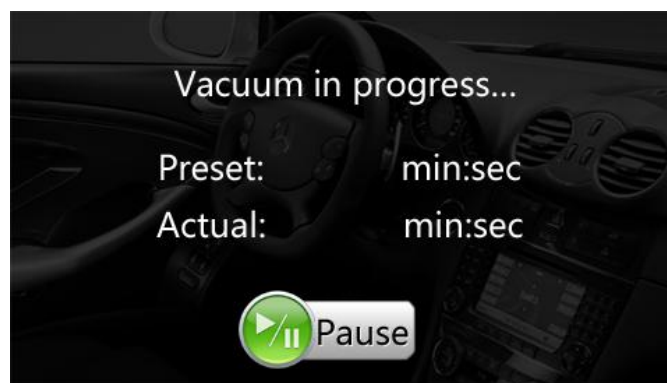 Vacuum in progress...
Preset: min:sec
Actual: min:sec
Pause